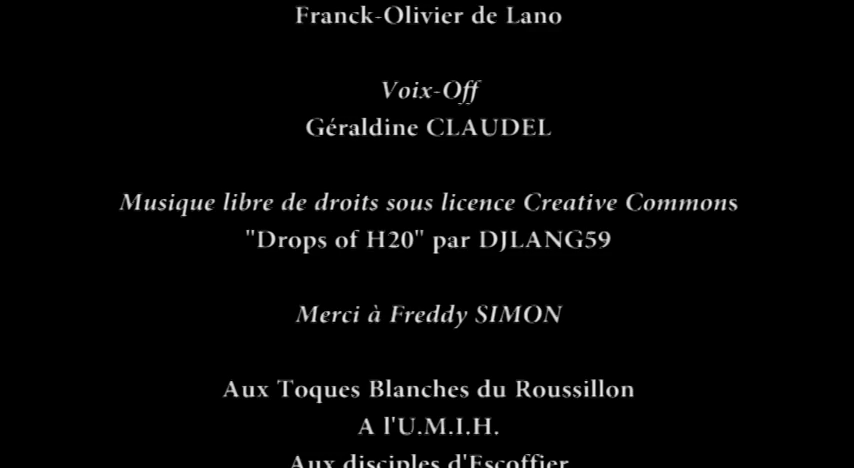 Franck-Olivier de Lano
Voix-Off
Géraldine CLAUDEL
Musique libre de droits sous licence Creative Commons
"Drops of H20" par DJLANG59
Merci à Freddy SIMON
Aux Toques Blanches du Roussillon
A l'U.M.I.H.
Aux disciples d'Escoffier